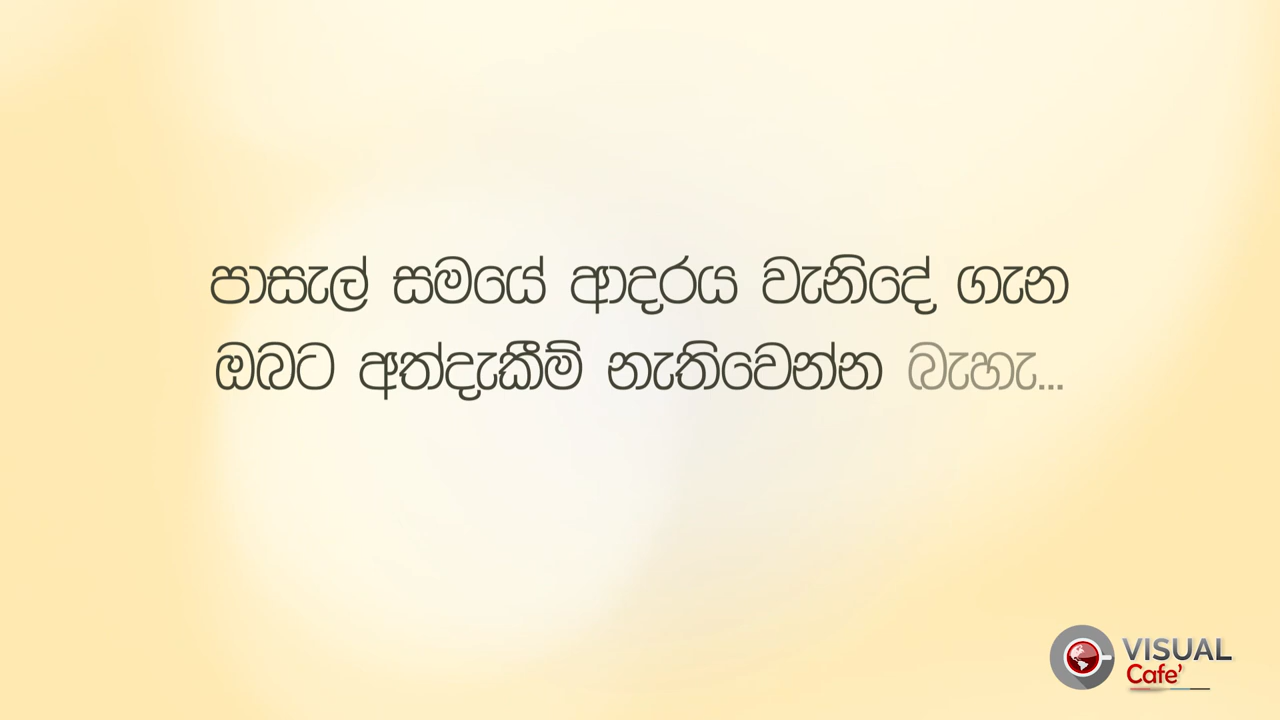 පාසැල් සමයේ ආදරය වැනිදේ ගැන
ඔබට අත්දැකීම් නැතිවෙන්න බැහැ...
VISUAL
Cafe'